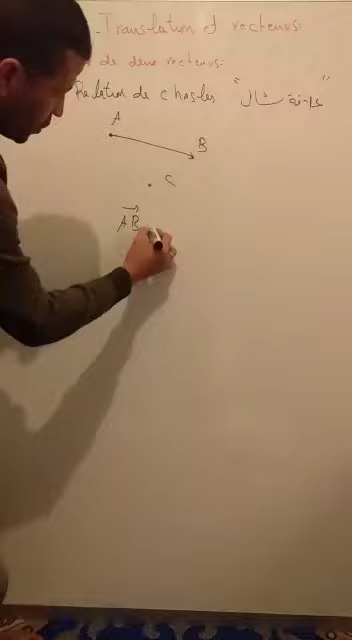 Translation et vecteurs:
de deux vecteurs:
Relation de chasles "علاقة شال"
A
B
C
AB